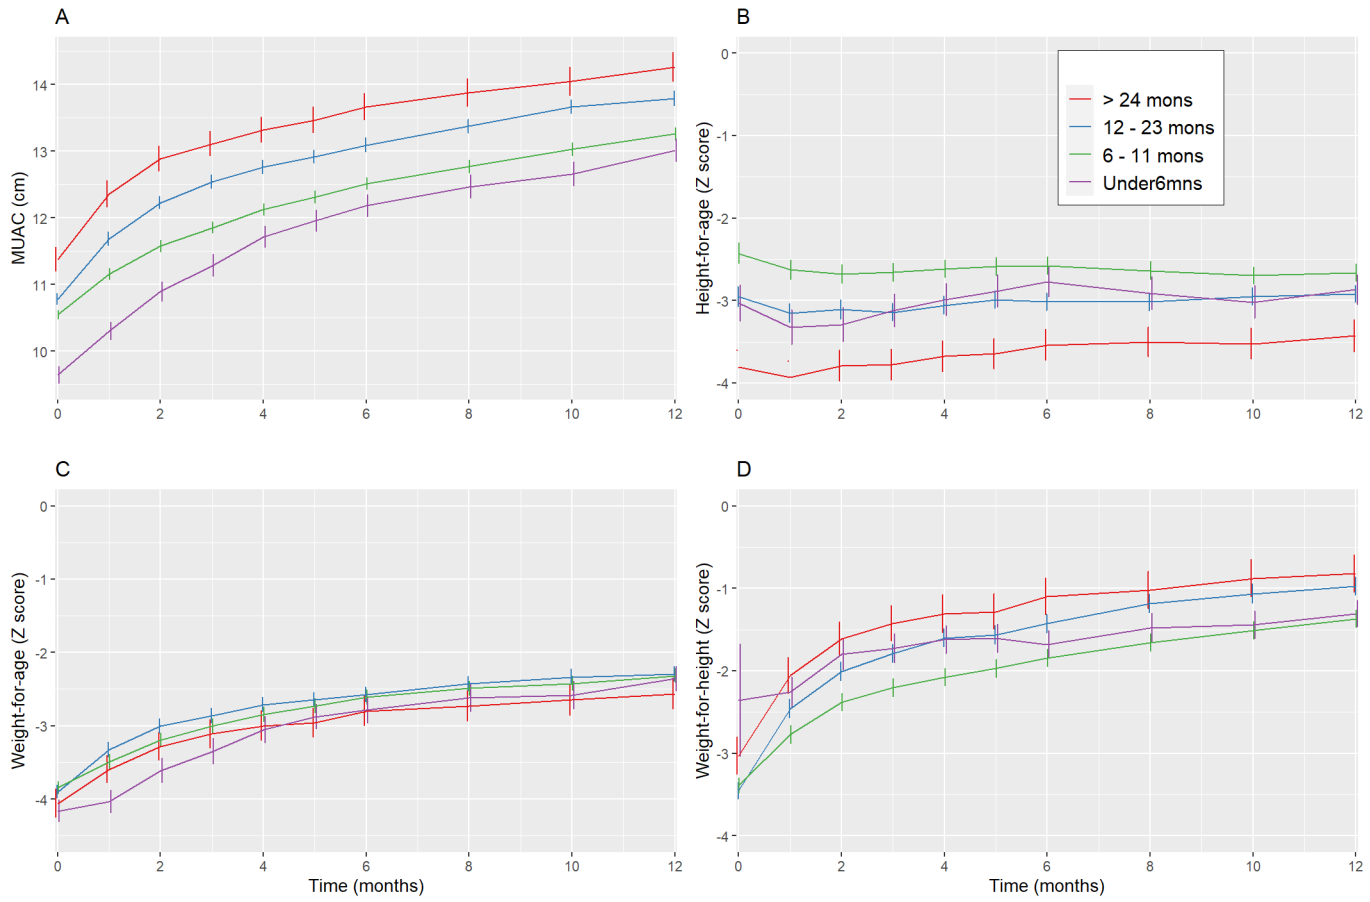 A
MUAC (cm)
14
13
12
11
10
0 2 4 6 8 10 12
B
Height-for-age (Z score)
0
-1
-2
-3
-4
> 24 mons
12 - 23 mons
6 - 11 mons
Under6mns
0 2 4 6 8 10 12
C
Weight-for-age (Z score)
0
-1
-2
-3
-4
0 2 4 6 8 10 12
Time (months)
D
Weight-for-height (Z score)
0
-1
-2
-3
-4
0 2 4 6 8 10 12
Time (months)